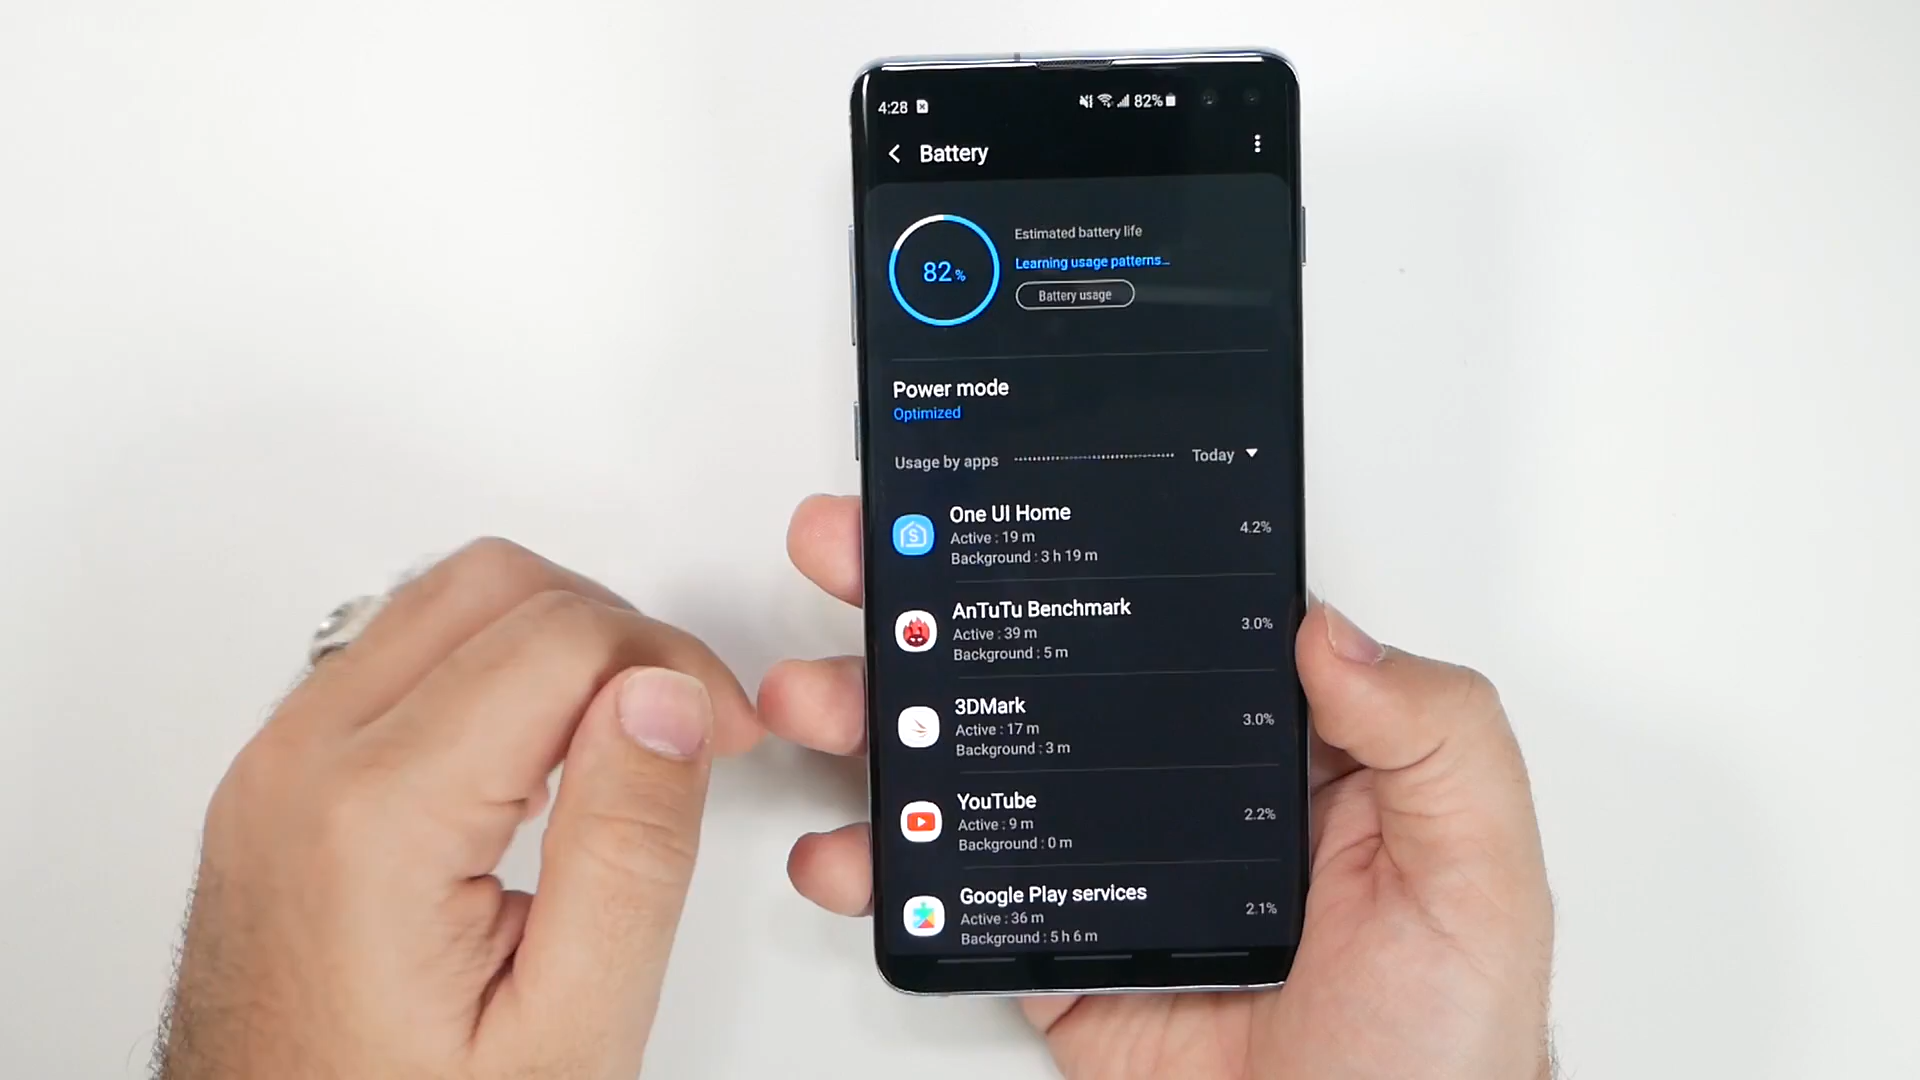 4:28 82%
Battery
82%
Estimated battery life
Learning usage patterns...
Battery usage
Power mode
Optimized
Usage by apps Today
One UI Home
Active : 19 m
Background : 3 h 19 m
4.2%
AnTuTu Benchmark
Active : 39 m
Background : 5 m
3.0%
3DMark
Active : 17 m
Background : 3 m
3.0%
YouTube
Active : 9 m
Background : 0 m
2.2%
Google Play services
Active : 36 m
Background : 5 h 6 m
2.1%